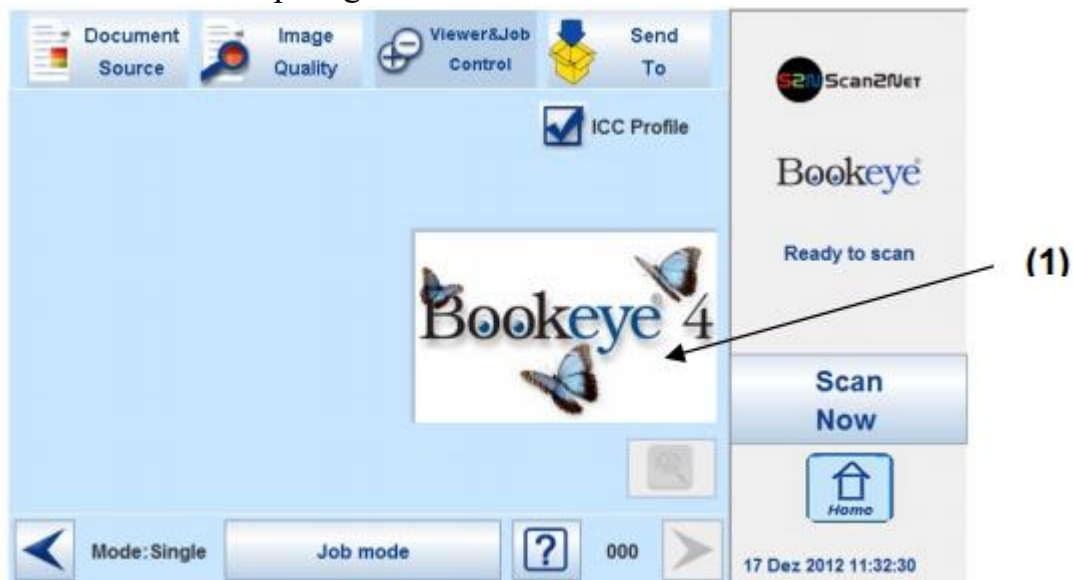 Document
Source
Image
Quality
Viewer&Job
Control
Send
To
ICC Profile
S2N Scan2Net
Bookeye
Ready to scan
(1)
Bookeye® 4
Scan
Now
Home
Mode:Single
Job mode
?
000
17 Dez 2012 11:32:30